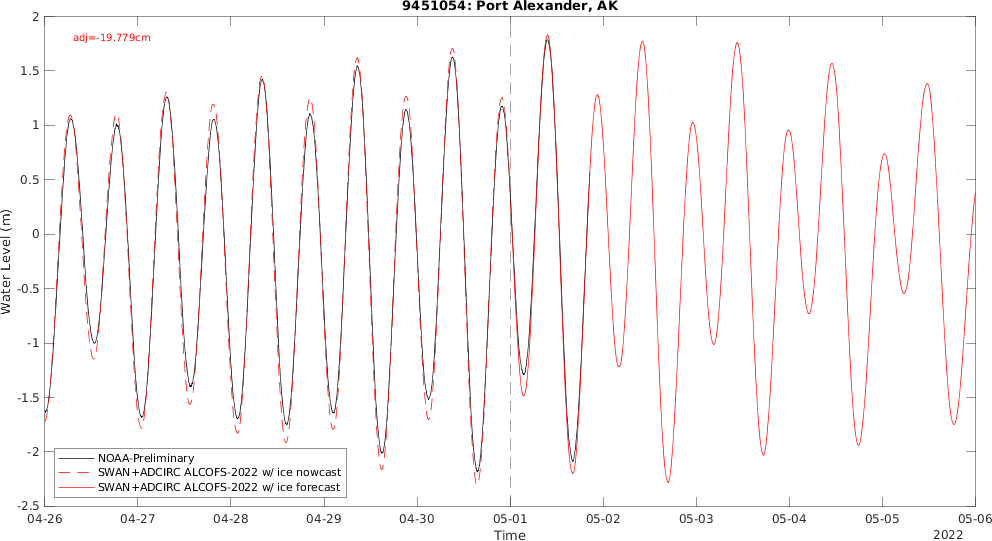 9451054: Port Alexander, AK
adj=-19.779cm
2
1.5
1
0.5
0
-0.5
-1
-1.5
-2
-2.5
Water Level (m)
NOAA-Preliminary
SWAN+ADCIRC ALCOFS-2022 w/ ice nowcast
SWAN+ADCIRC ALCOFS-2022 w/ ice forecast
04-26 04-27 04-28 04-29 04-30 05-01 05-02 05-03 05-04 05-05 05-06
Time
2022